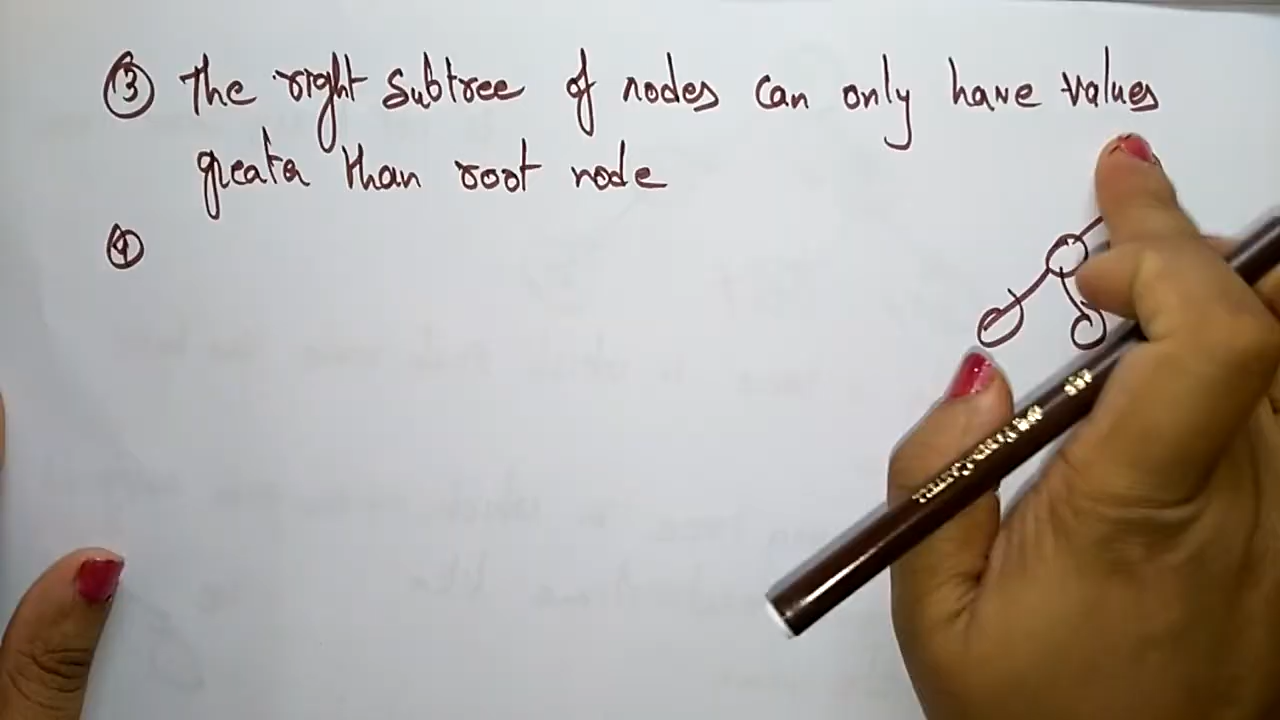 ③ The right subtree of nodes can only have values
greater than root node
④